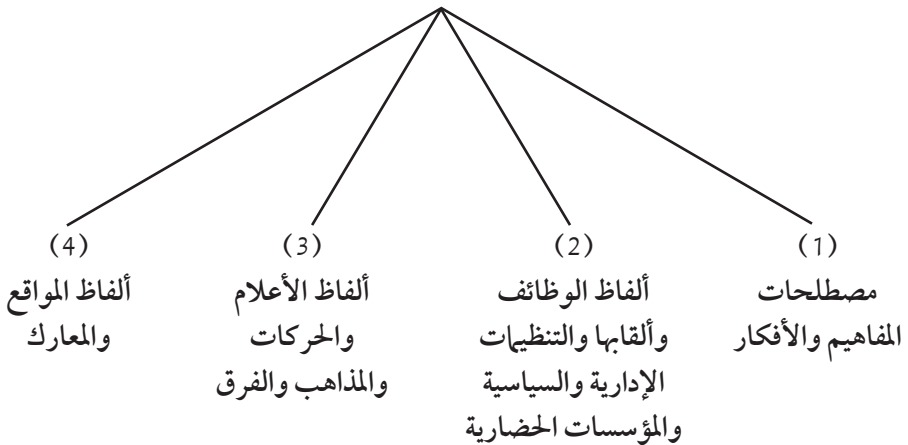 (1)
مصطلحات
المفاهيم والأفكار
(2)
ألفاظ الوظائف
وألقابها والتنظيمات
الإدارية والسياسية
والمؤسسات الحضارية
(3)
ألفاظ الأعلام
والحركات
والمذاهب والفرق
(4)
ألفاظ المواقع
والمعارك